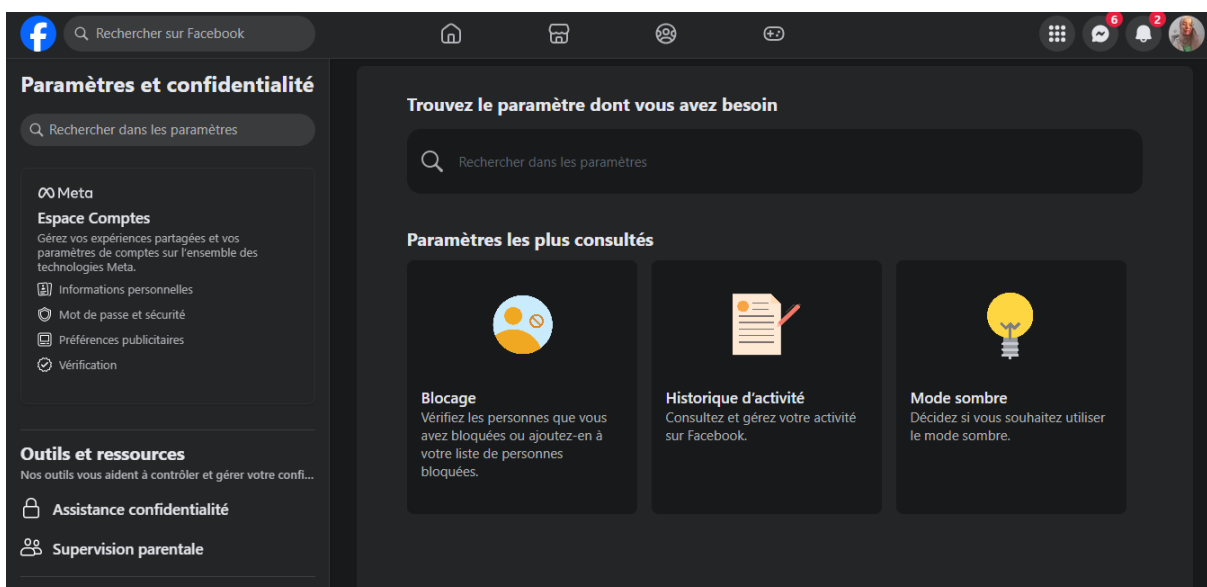 Rechercher sur Facebook
6
2
Paramètres et confidentialité
Rechercher dans les paramètres
Meta
Espace Comptes
Gérez vos expériences partagées et vos
paramètres de comptes sur l'ensemble des
technologies Meta.
Informations personnelles
Mot de passe et sécurité
Préférences publicitaires
Vérification
Outils et ressources
Nos outils vous aident à contrôler et gérer votre confi...
Assistance confidentialité
Supervision parentale
Trouvez le paramètre dont vous avez besoin
Rechercher dans les paramètres
Paramètres les plus consultés
Blocage
Vérifiez les personnes que vous
avez bloquées ou ajoutez-en à
votre liste de personnes
bloquées.
Historique d'activité
Consultez et gérez votre activité
sur Facebook.
Mode sombre
Décidez si vous souhaitez utiliser
le mode sombre.